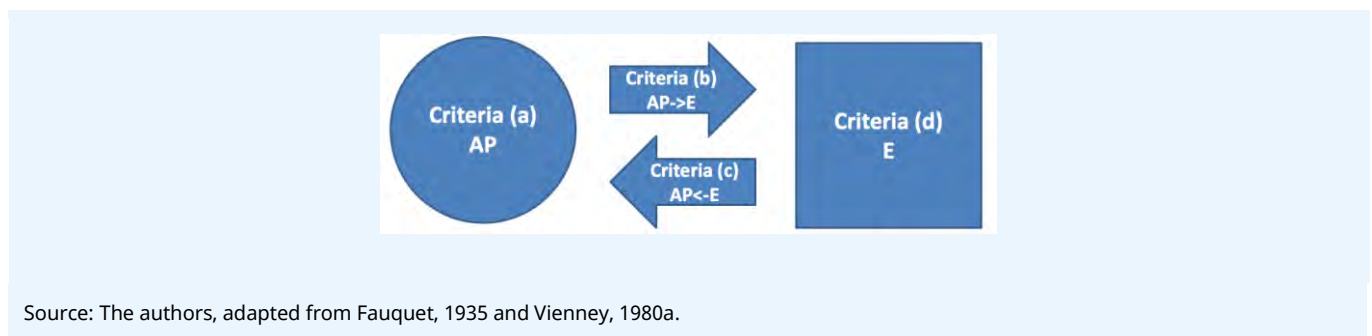 Criteria (a)
AP
Criteria (b)
AP->E
Criteria (c)
AP<-E
Criteria (d)
E
Source: The authors, adapted from Fauquet, 1935 and Vienney, 1980a.